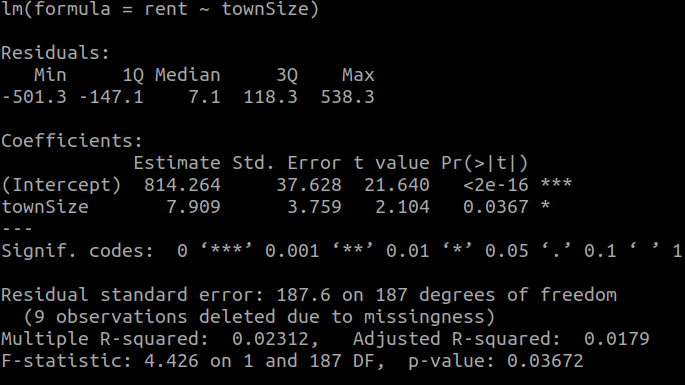 lm(formula = rent ~ townSize)
Residuals:
Min 1Q Median 3Q Max
-501.3 -147.1 7.1 118.3 538.3
Coefficients:
Estimate Std. Error t value Pr(>|t|)
(Intercept) 814.264 37.628 21.640 <2e-16 ***
townSize 7.909 3.759 2.104 0.0367 *
---
Signif. codes: 0 ‘***’ 0.001 ‘**’ 0.01 ‘*’ 0.05 ‘.’ 0.1 ‘ ’ 1
Residual standard error: 187.6 on 187 degrees of freedom
(9 observations deleted due to missingness)
Multiple R-squared: 0.02312, Adjusted R-squared: 0.0179
F-statistic: 4.426 on 1 and 187 DF, p-value: 0.03672